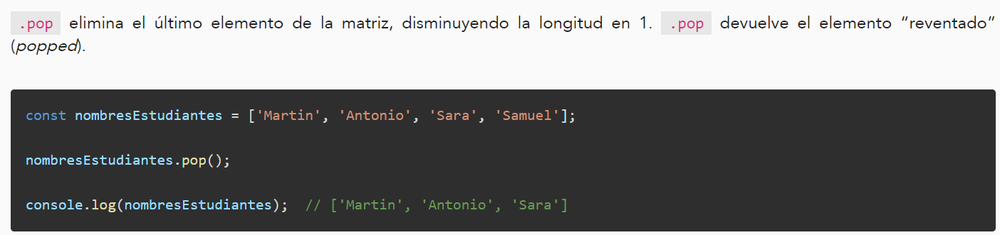 .pop elimina el último elemento de la matriz, disminuyendo la longitud en 1. .pop devuelve el elemento “reventado”
(popped).
const nombresEstudiantes = ['Martin', 'Antonio', 'Sara', 'Samuel'];
nombresEstudiantes.pop();
console.log(nombresEstudiantes);  // ['Martin', 'Antonio', 'Sara']